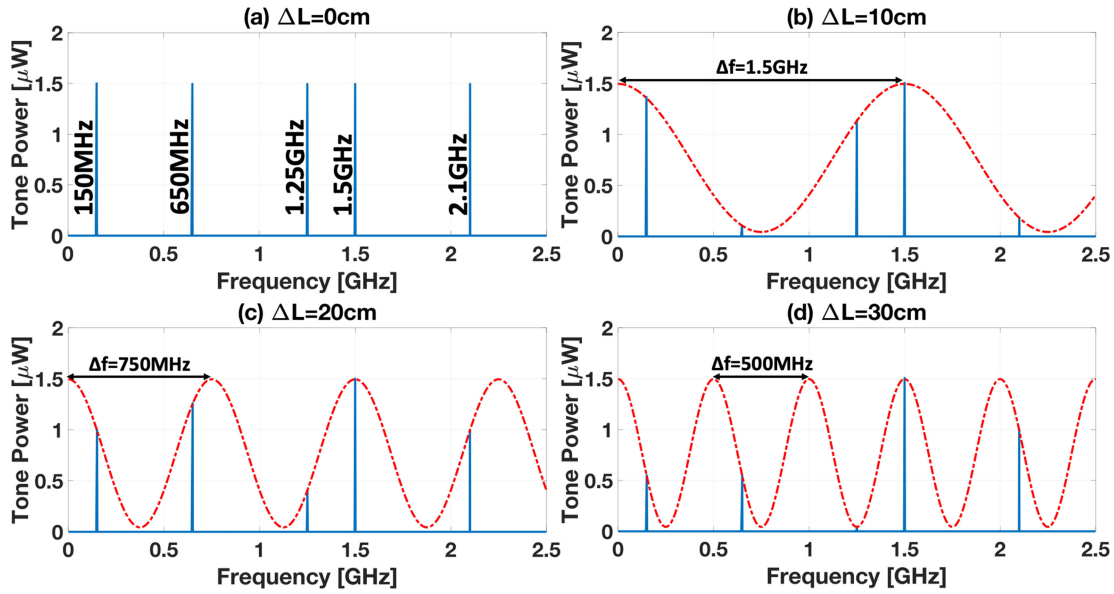 (a) ΔL=0cm
Tone Power [μW]
2
1.5
1
0.5
0
150MHz
650MHz
1.25GHz
1.5GHz
2.1GHz
0 0.5 1 1.5 2 2.5
Frequency [GHz]
(b) ΔL=10cm
Tone Power [μW]
2
1.5
1
0.5
0
Δf=1.5GHz
0 0.5 1 1.5 2 2.5
Frequency [GHz]
(c) ΔL=20cm
Tone Power [μW]
2
1.5
1
0.5
0
Δf=750MHz
0 0.5 1 1.5 2 2.5
Frequency [GHz]
(d) ΔL=30cm
Tone Power [μW]
2
1.5
1
0.5
0
Δf=500MHz
0 0.5 1 1.5 2 2.5
Frequency [GHz]